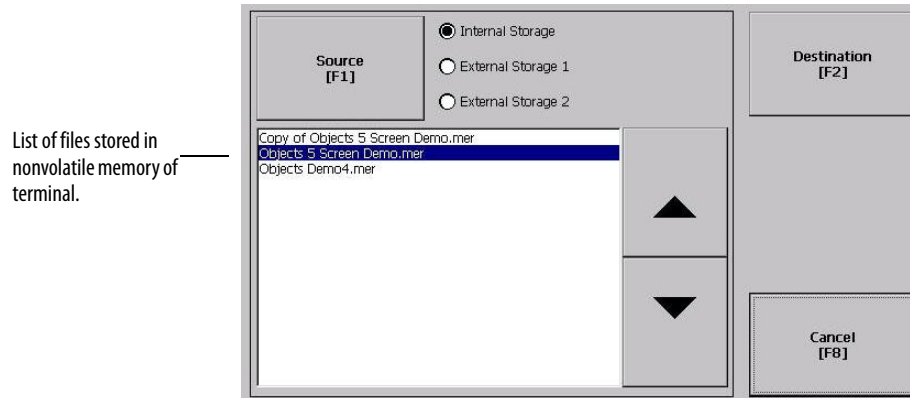 Source
[F1]
Internal Storage
External Storage 1
External Storage 2
Destination
[F2]
List of files stored in
nonvolatile memory of
terminal.
Copy of Objects 5 Screen Demo.mer
Objects 5 Screen Demo.mer
Objects Demo4.mer
Cancel
[F8]